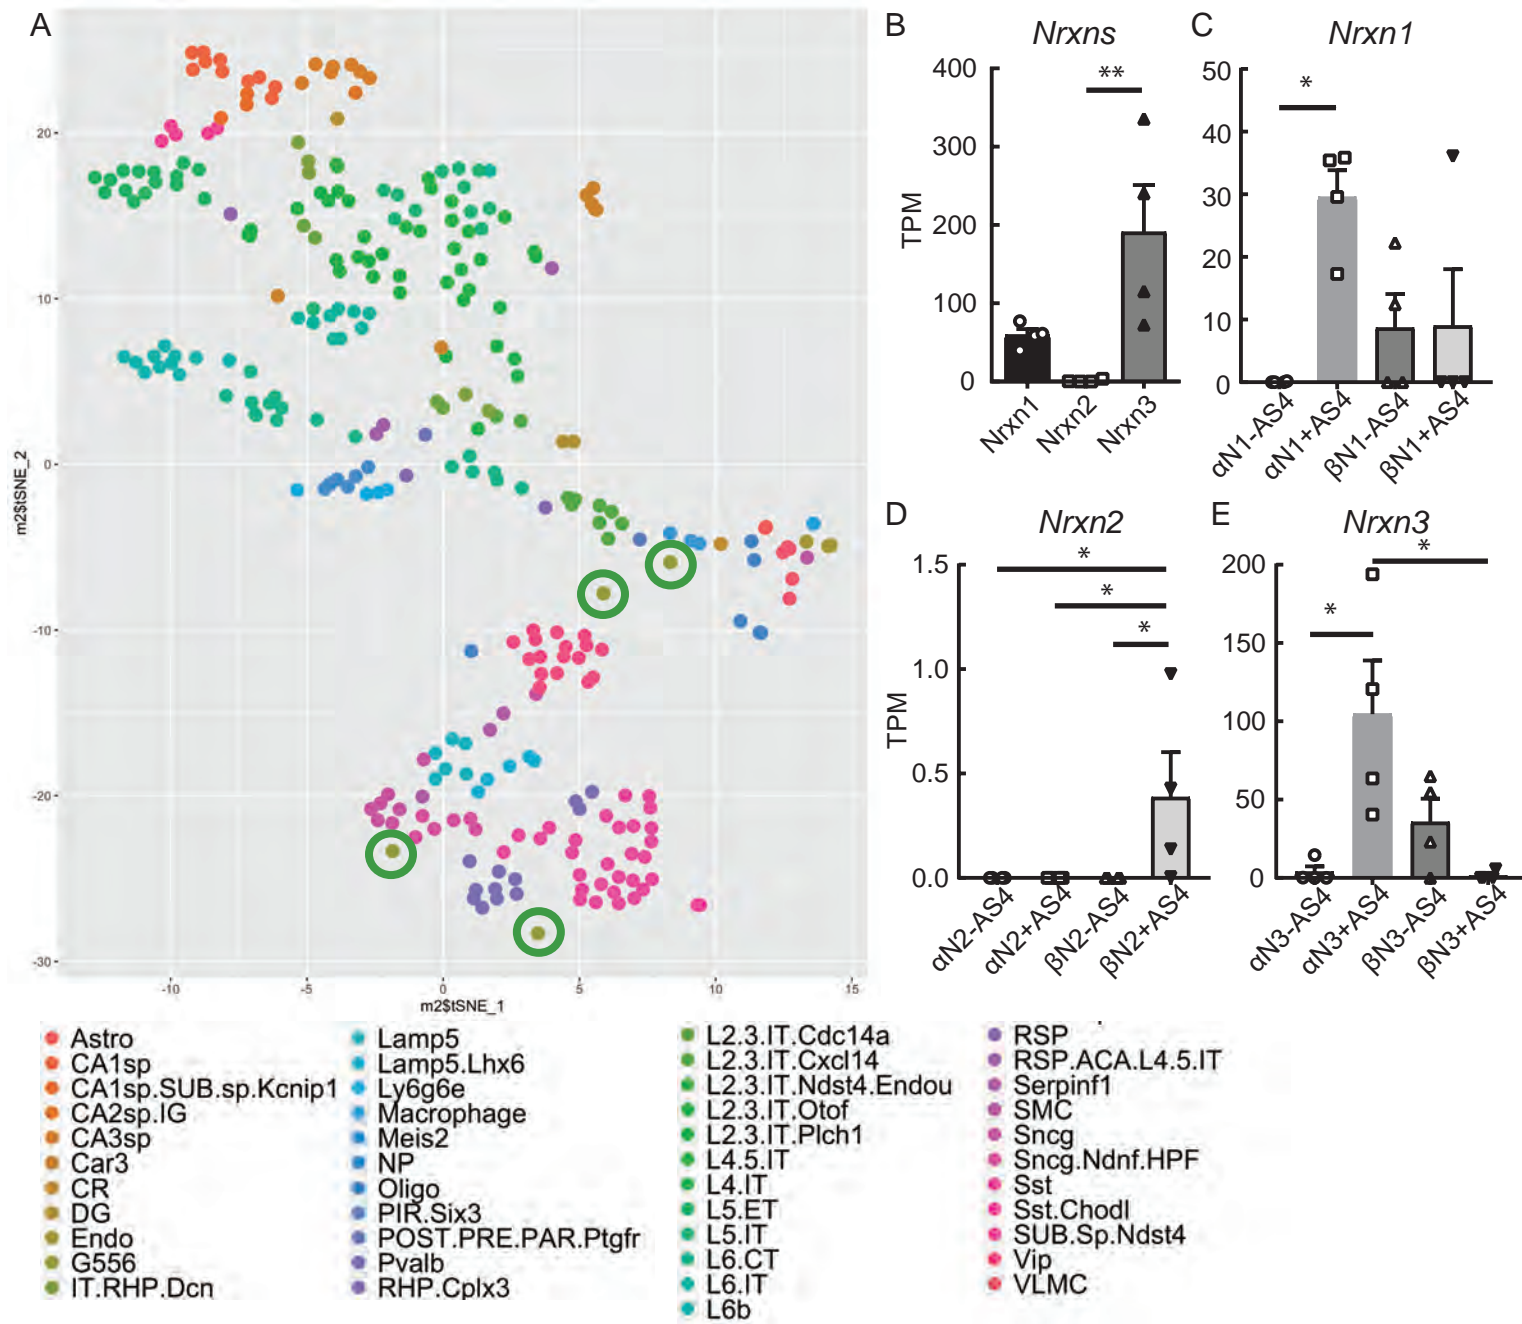 A
20
10
0
-10
-20
-30
m2$tSNE_2
-10
-5
0
5
10
15
m2$tSNE_1
B
Nrxns
**
400
300
200
100
0
TPM
Nrxn1
Nrxn2
Nrxn3
C
Nrxn1
*
50
40
30
20
10
0
αN1-AS4
αN1+AS4
βN1-AS4
βN1+AS4
D
Nrxn2
*
*
*
1.5
1.0
0.5
0.0
TPM
αN2-AS4
αN2+AS4
βN2-AS4
βN2+AS4
E
Nrxn3
*
*
200
150
100
50
0
αN3-AS4
αN3+AS4
βN3-AS4
βN3+AS4
Astro
CA1sp
CA1sp.SUB.sp.Kcnip1
CA2sp.IG
CA3sp
Car3
CR
DG
Endo
G556
IT.RHP.Dcn
Lamp5
Lamp5.Lhx6
Ly6g6e
Macrophage
Meis2
NP
Oligo
PIR.Six3
POST.PRE.PAR.Ptgfr
Pvalb
RHP.Cplx3
L2.3.IT.Cdc14a
L2.3.IT.Cxcl14
L2.3.IT.Ndst4.Endou
L2.3.IT.Otof
L2.3.IT.Plch1
L4.5.IT
L4.IT
L5.ET
L5.IT
L6.CT
L6.IT
L6b
RSP
RSP.ACA.L4.5.IT
Serpinf1
SMC
Sncg
Sncg.Ndnf.HPF
Sst
Sst.Chodl
SUB.Sp.Ndst4
Vip
VLMC